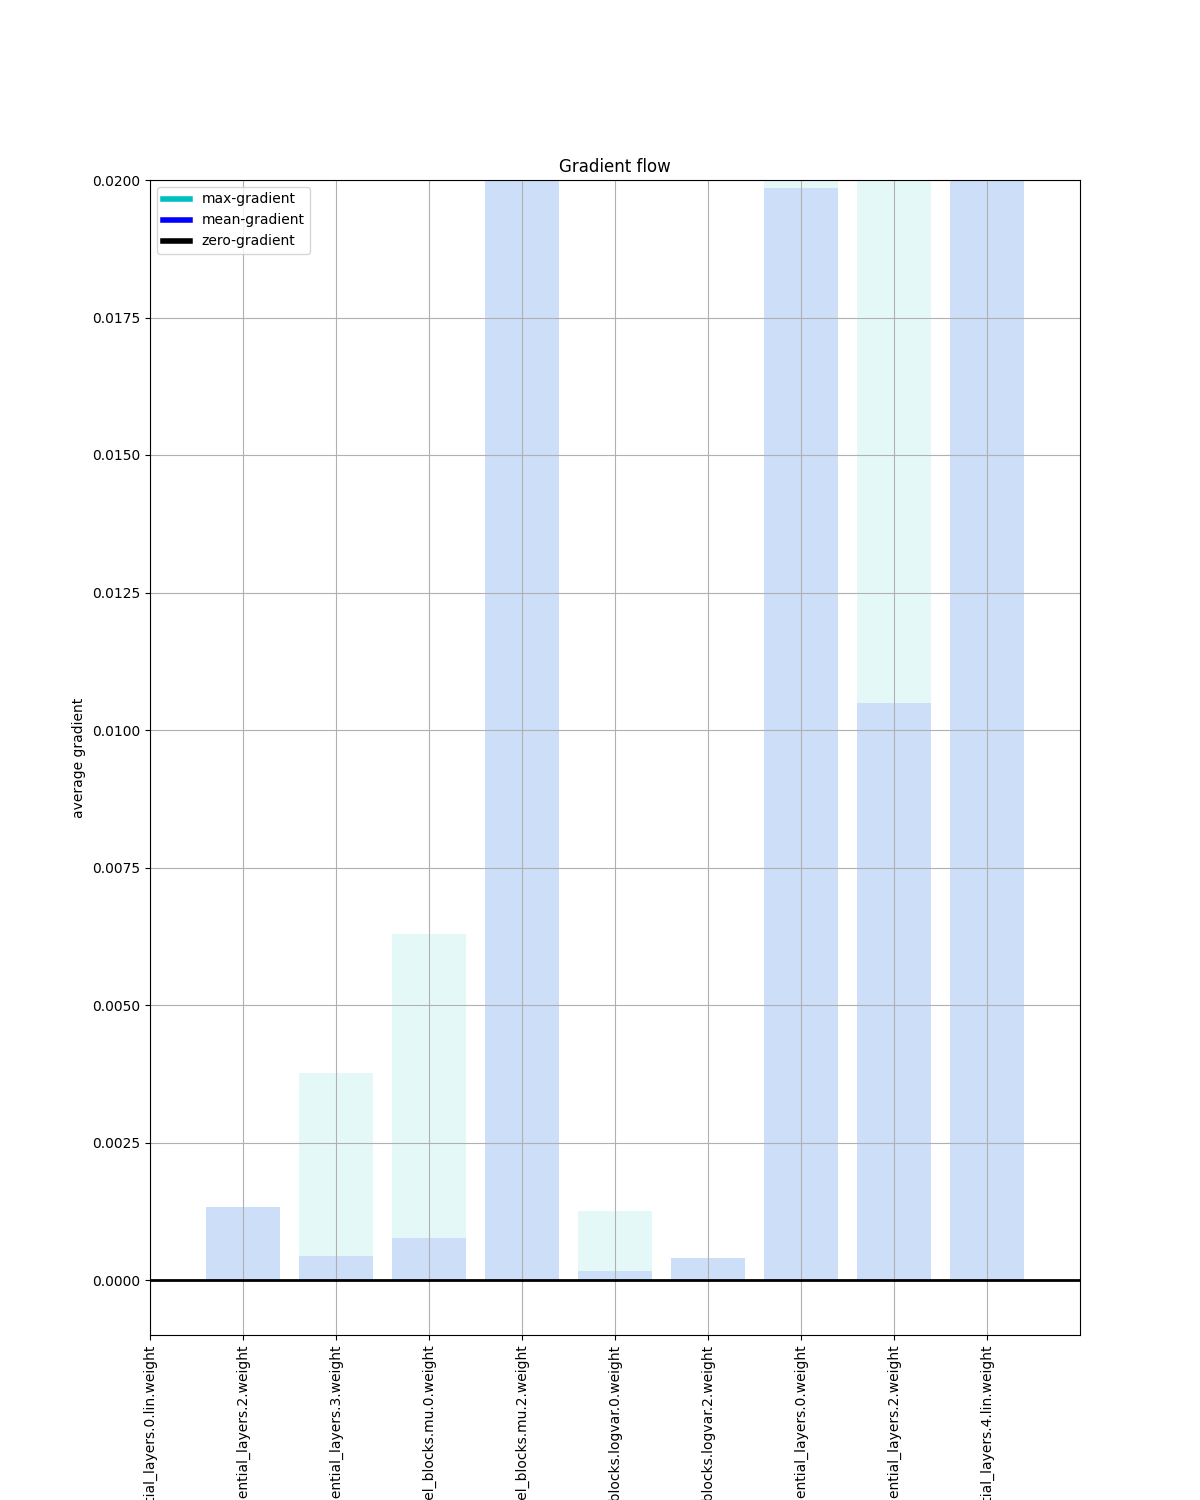 Gradient flow
max-gradient
mean-gradient
zero-gradient
0.0200
0.0175
0.0150
0.0125
0.0100
0.0075
0.0050
0.0025
0.0000
average gradient
tial_layers.0.lin.weight
ential_layers.2.weight
ential_layers.3.weight
el_blocks.mu.0.weight
el_blocks.mu.2.weight
blocks.logvar.0.weight
blocks.logvar.2.weight
ential_layers.0.weight
ential_layers.2.weight
tial_layers.4.lin.weight